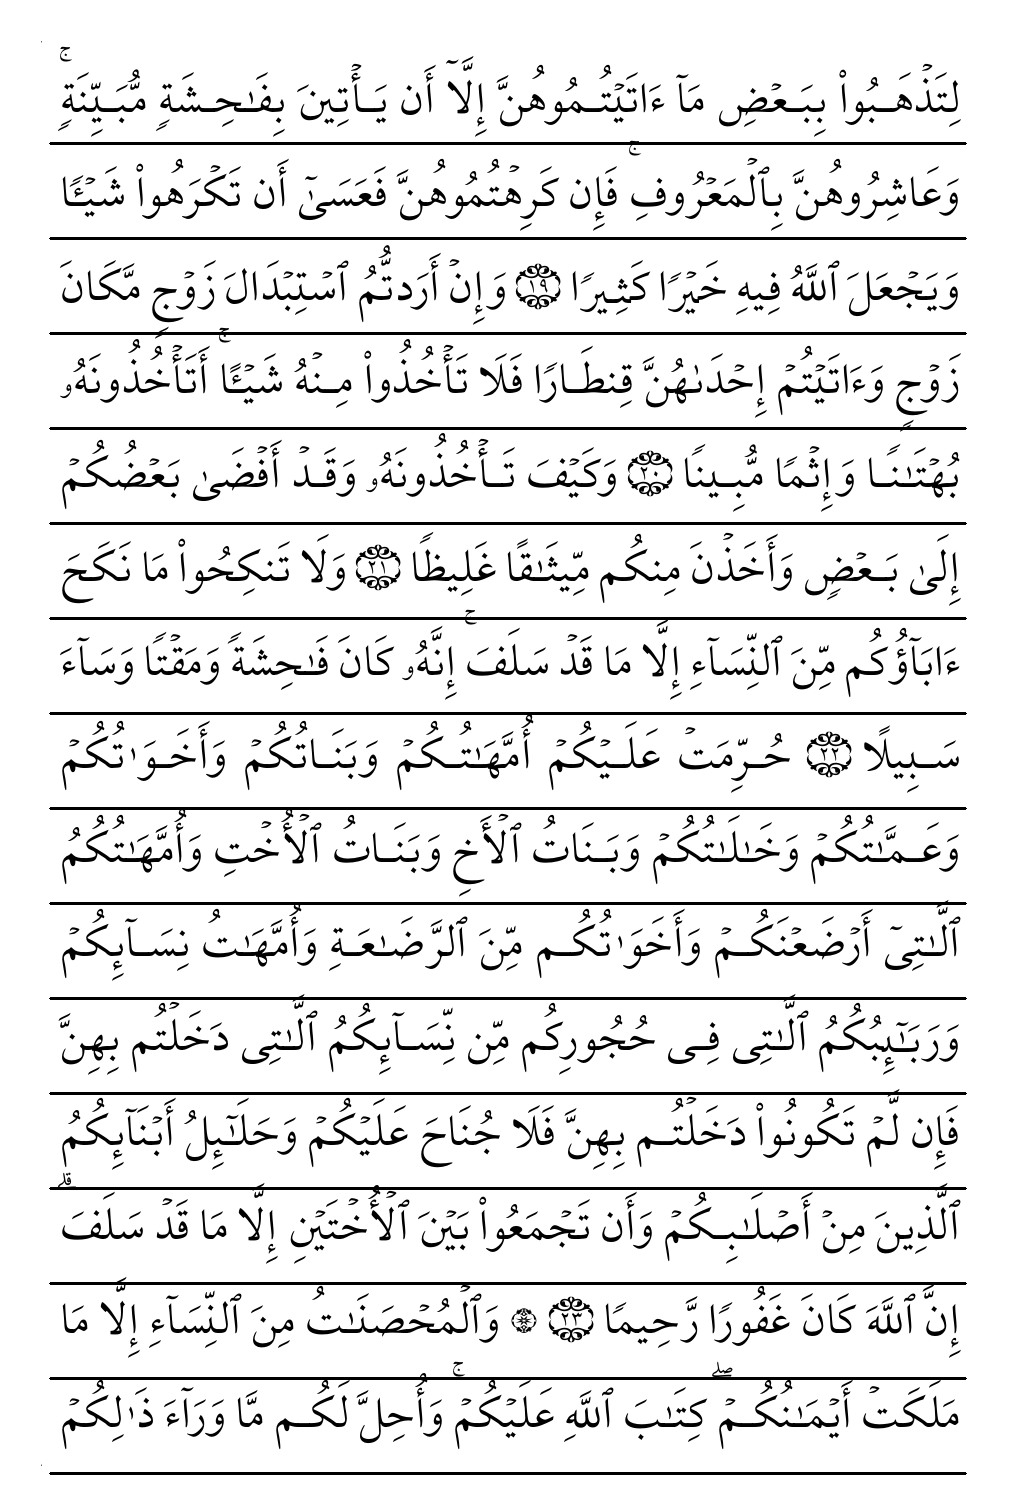 لِتَذۡهَبُواْ بِبَعۡضِ مَآ ءَاتَيۡتُمُوهُنَّ إِلَّآ أَن يَأۡتِينَ بِفَٰحِشَةٖ مُّبَيِّنَةٖۚ
وَعَاشِرُوهُنَّ بِٱلۡمَعۡرُوفِۚ فَإِن كَرِهۡتُمُوهُنَّ فَعَسَىٰٓ أَن تَكۡرَهُواْ شَيۡـٔٗا
وَيَجۡعَلَ ٱللَّهُ فِيهِ خَيۡرٗا كَثِيرٗا ١٩ وَإِنۡ أَرَدتُّمُ ٱسۡتِبۡدَالَ زَوۡجٖ مَّكَانَ
زَوۡجٖ وَءَاتَيۡتُمۡ إِحۡدَىٰهُنَّ قِنطَارٗا فَلَا تَأۡخُذُواْ مِنۡهُ شَيۡـًٔاۚ أَتَأۡخُذُونَهُۥ
بُهۡتَٰنٗا وَإِثۡمٗا مُّبِينٗا ٢٠ وَكَيۡفَ تَأۡخُذُونَهُۥ وَقَدۡ أَفۡضَىٰ بَعۡضُكُمۡ
إِلَىٰ بَعۡضٖ وَأَخَذۡنَ مِنكُم مِّيثَٰقًا غَلِيظٗا ٢١ وَلَا تَنكِحُواْ مَا نَكَحَ
ءَابَآؤُكُم مِّنَ ٱلنِّسَآءِ إِلَّا مَا قَدۡ سَلَفَۚ إِنَّهُۥ كَانَ فَٰحِشَةٗ وَمَقۡتٗا وَسَآءَ
سَبِيلًا ٢٢ حُرِّمَتۡ عَلَيۡكُمۡ أُمَّهَٰتُكُمۡ وَبَنَاتُكُمۡ وَأَخَوَٰتُكُمۡ
وَعَمَّٰتُكُمۡ وَخَٰلَٰتُكُمۡ وَبَنَاتُ ٱلۡأَخِ وَبَنَاتُ ٱلۡأُخۡتِ وَأُمَّهَٰتُكُمُ
ٱلَّٰتِيٓ أَرۡضَعۡنَكُمۡ وَأَخَوَٰتُكُم مِّنَ ٱلرَّضَٰعَةِ وَأُمَّهَٰتُ نِسَآئِكُمۡ
وَرَبَٰٓئِبُكُمُ ٱلَّٰتِي فِي حُجُورِكُم مِّن نِّسَآئِكُمُ ٱلَّٰتِي دَخَلۡتُم بِهِنَّ
فَإِن لَّمۡ تَكُونُواْ دَخَلۡتُم بِهِنَّ فَلَا جُنَاحَ عَلَيۡكُمۡ وَحَلَٰٓئِلُ أَبۡنَآئِكُمُ
ٱلَّذِينَ مِنۡ أَصۡلَٰبِكُمۡ وَأَن تَجۡمَعُواْ بَيۡنَ ٱلۡأُخۡتَيۡنِ إِلَّا مَا قَدۡ سَلَفَۗ
إِنَّ ٱللَّهَ كَانَ غَفُورٗا رَّحِيمٗا ٢٣ ۞ وَٱلۡمُحۡصَنَٰتُ مِنَ ٱلنِّسَآءِ إِلَّا مَا
مَلَكَتۡ أَيۡمَٰنُكُمۡۖ كِتَٰبَ ٱللَّهِ عَلَيۡكُمۡۚ وَأُحِلَّ لَكُم مَّا وَرَآءَ ذَٰلِكُمۡ